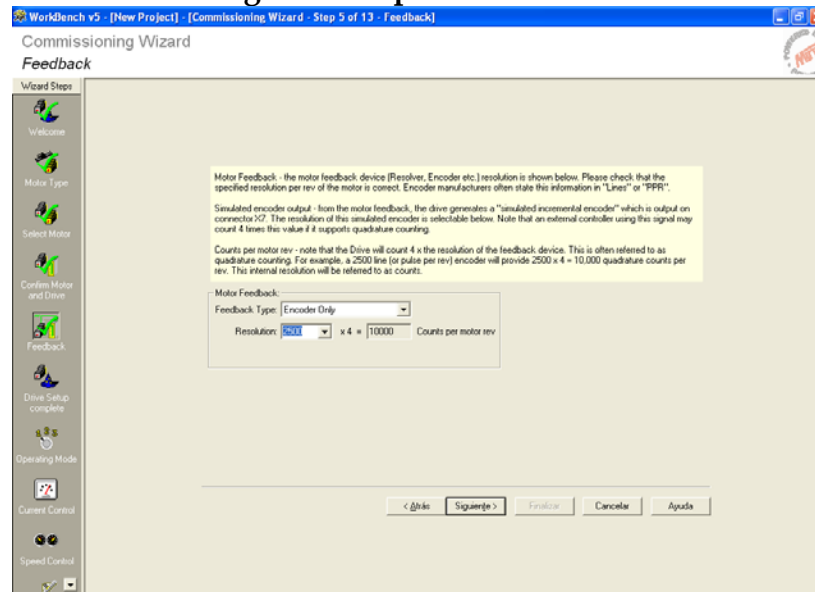 WorkBench v5 - [New Project] - [Commissioning Wizard - Step 5 of 13 - Feedback]
Commissioning Wizard
Feedback
Wizard Steps
Welcome
Motor Type
Select Motor
Confirm Motor
and Drive
Feedback
Drive Setup
complete
Operating Mode
Current Control
Speed Control
Motor Feedback - the motor feedback device (Resolver, Encoder etc.) resolution is shown below. Please check that the
specified resolution per rev of the motor is correct. Encoder manufacturers often state this information in "Lines" or "PPR".
Simulated encoder output - from the motor feedback, the drive generates a "simulated incremental encoder" which is output on
connector X7. The resolution of this simulated encoder is selectable below. Note that an external controller using this signal may
count 4 times this value if it supports quadrature counting.
Counts per motor rev - note that the Drive will count 4 x the resolution of the feedback device. This is often referred to as
quadrature counting. For example, a 2500 line (or pulse per rev) encoder will provide 2500 x 4 = 10,000 quadrature counts per
rev. This internal resolution will be referred to as counts.
Motor Feedback:
Feedback Type: Encoder Only
Resolution: 2500 x 4 = 10000 Counts per motor rev
< Atrás Siguiente > Finalizar Cancelar Ayuda